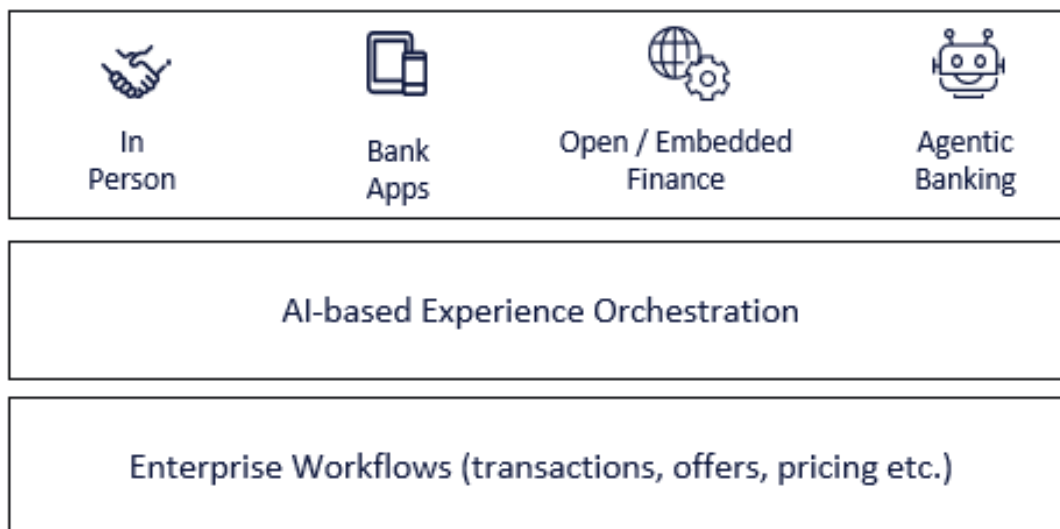 In
Person
Bank
Apps
Open / Embedded
Finance
Agentic
Banking
AI-based Experience Orchestration
Enterprise Workflows (transactions, offers, pricing etc.)